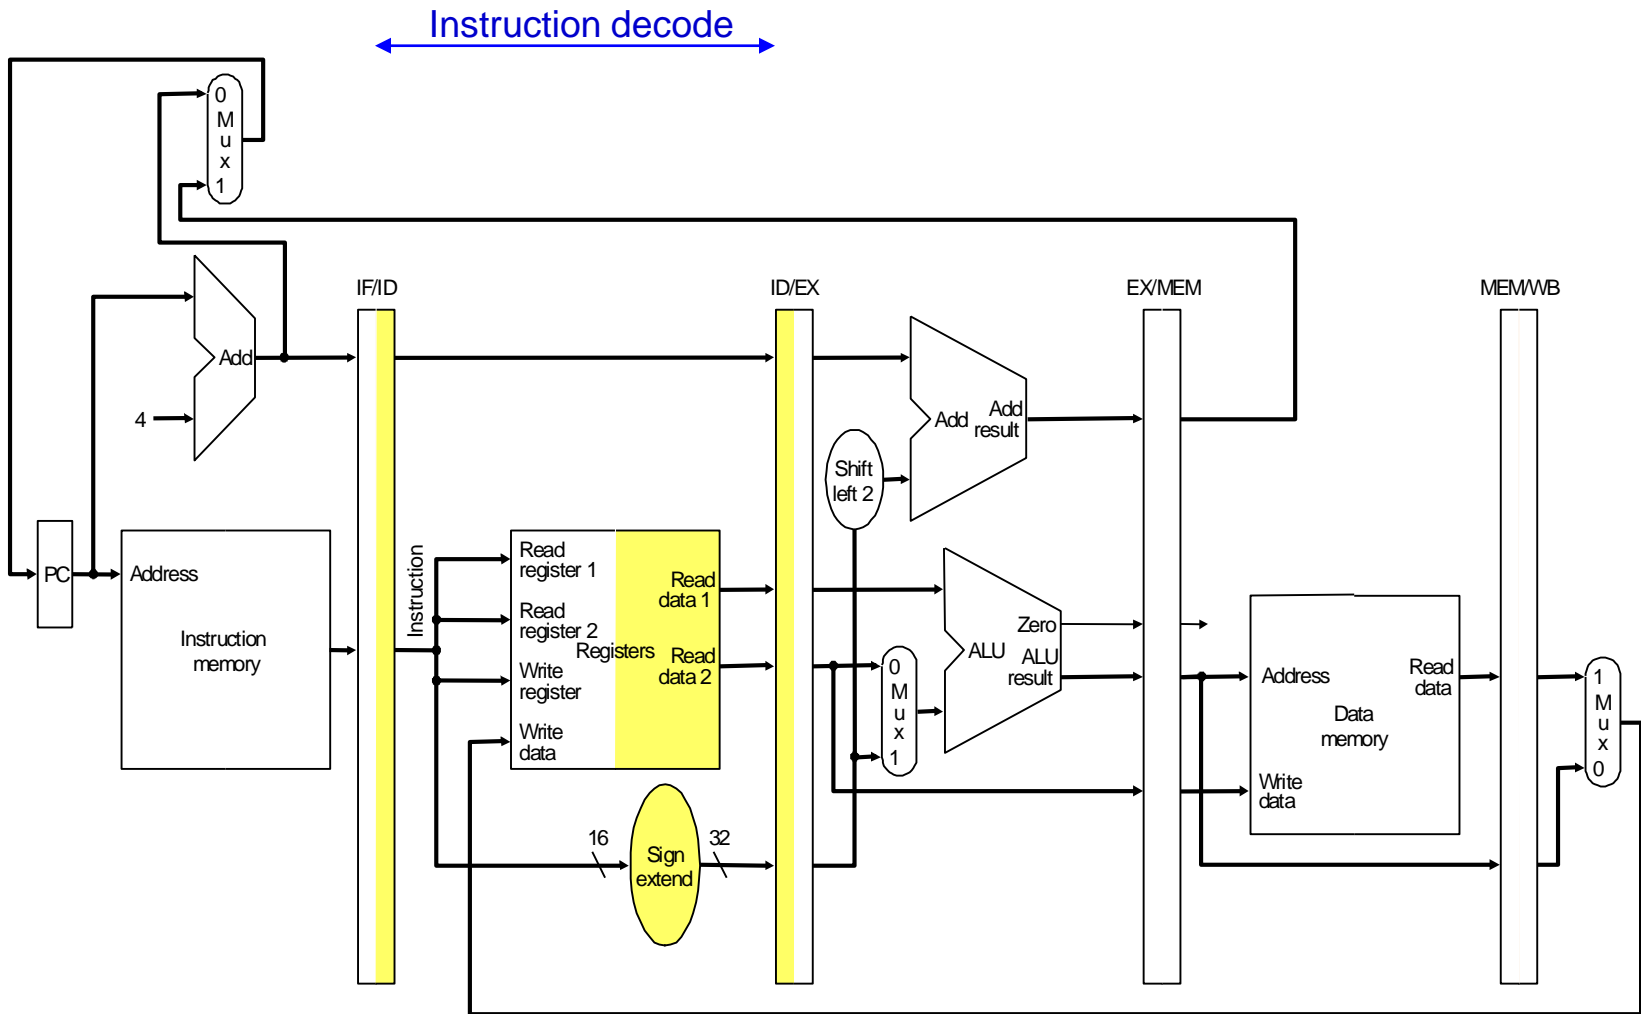 Instruction decode
0
M
u
x
1
IF/ID
ID/EX
EX/MEM
MEM/WB
Add
4
Add
Add
result
Shift
left 2
PC
Address
Instruction
memory
Instruction
Read
register 1
Read
register 2
Registers
Write
register
Write
data
Read
data 1
Read
data 2
0
M
u
x
1
Zero
ALU
ALU
result
Address
Read
data
Data
memory
Write
data
1
M
u
x
0
16
Sign
extend
32